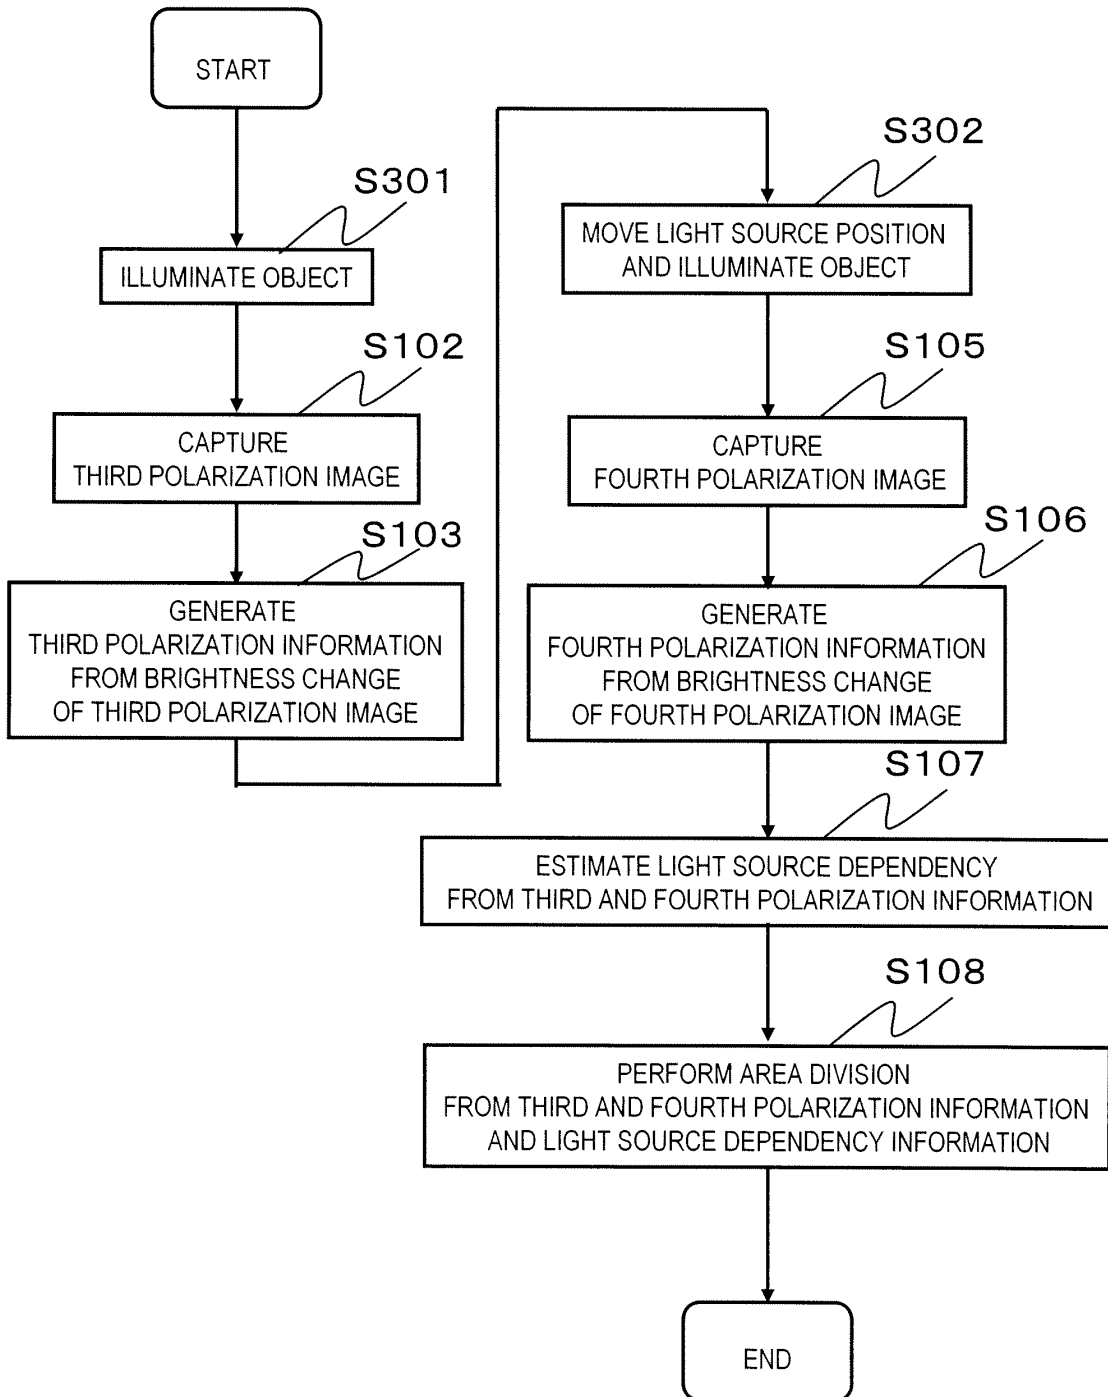 START
S301
ILLUMINATE OBJECT
S102
CAPTURE
THIRD POLARIZATION IMAGE
S103
GENERATE
THIRD POLARIZATION INFORMATION
FROM BRIGHTNESS CHANGE
OF THIRD POLARIZATION IMAGE
S302
MOVE LIGHT SOURCE POSITION
AND ILLUMINATE OBJECT
S105
CAPTURE
FOURTH POLARIZATION IMAGE
S106
GENERATE
FOURTH POLARIZATION INFORMATION
FROM BRIGHTNESS CHANGE
OF FOURTH POLARIZATION IMAGE
S107
ESTIMATE LIGHT SOURCE DEPENDENCY
FROM THIRD AND FOURTH POLARIZATION INFORMATION
S108
PERFORM AREA DIVISION
FROM THIRD AND FOURTH POLARIZATION INFORMATION
AND LIGHT SOURCE DEPENDENCY INFORMATION
END